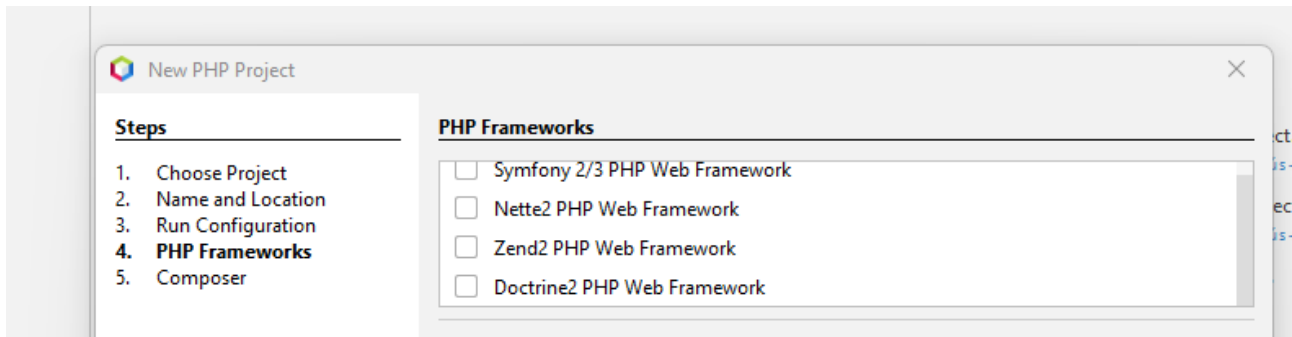 New PHP Project
Steps
1. Choose Project
2. Name and Location
3. Run Configuration
4. PHP Frameworks
5. Composer
PHP Frameworks
Symfony 2/3 PHP Web Framework
Nette2 PHP Web Framework
Zend2 PHP Web Framework
Doctrine2 PHP Web Framework